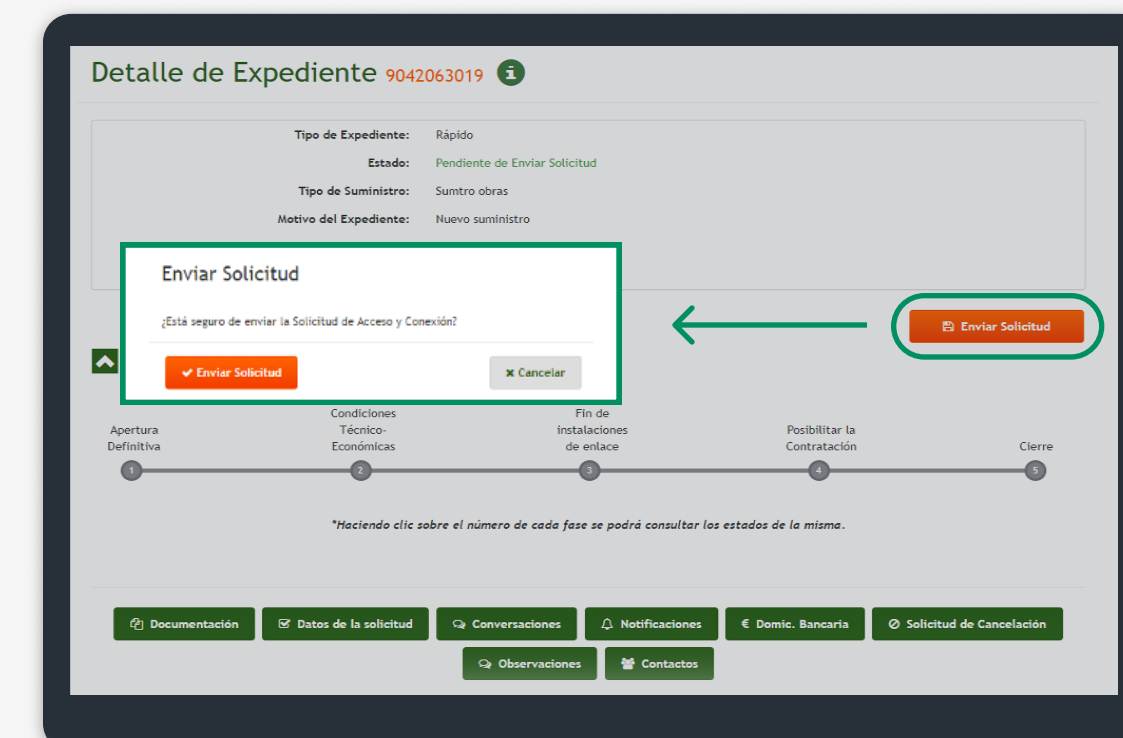 Detalle de Expediente 9042063019 i
Tipo de Expediente: Rápido
Estado: Pendiente de Enviar Solicitud
Tipo de Suministro: Sumtro obras
Motivo del Expediente: Nuevo suministro
Enviar Solicitud
¿Está seguro de enviar la Solicitud de Acceso y Conexión?
Enviar Solicitud
Cancelar
Enviar Solicitud
Apertura
Definitiva
Condiciones
Técnico-
Económicas
Fin de
instalaciones
de enlace
Posibilitar la
Contratación
Cierre
1 2 3 4 5
*Haciendo clic sobre el número de cada fase se podrá consultar los estados de la misma.
Documentación Datos de la solicitud Conversaciones Notificaciones € Domic. Bancaria Solicitud de Cancelación
Observaciones Contactos